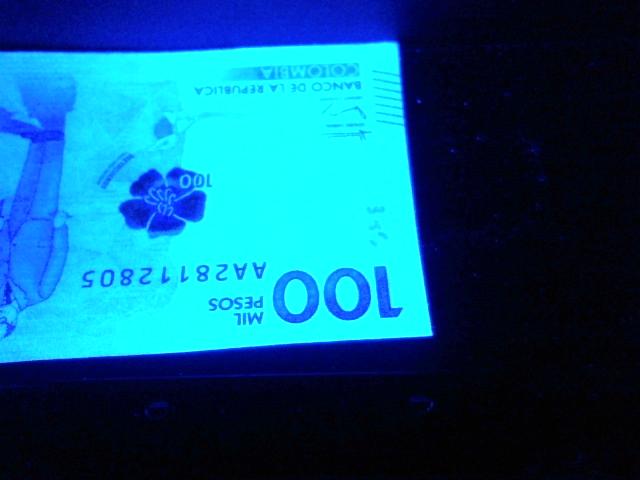 100 MIL
PESOS
AA28112805
100
BANCO DE LA REPUBLICA
COLOMBIA